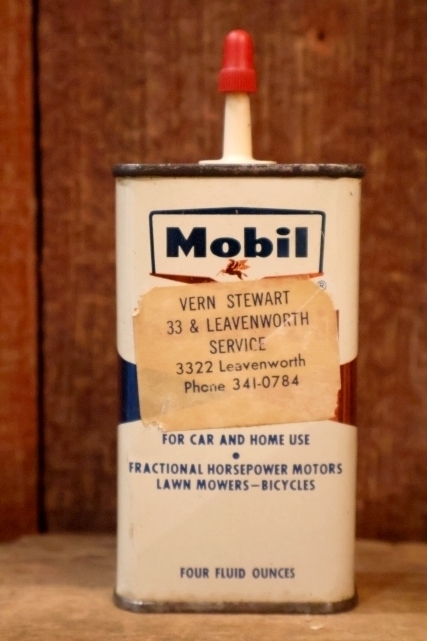 Mobil
®
VERN STEWART
33 & LEAVENWORTH
SERVICE
3322 Leavenworth
Phone 341-0784
FOR CAR AND HOME USE
•
FRACTIONAL HORSEPOWER MOTORS
LAWN MOWERS—BICYCLES
FOUR FLUID OUNCES